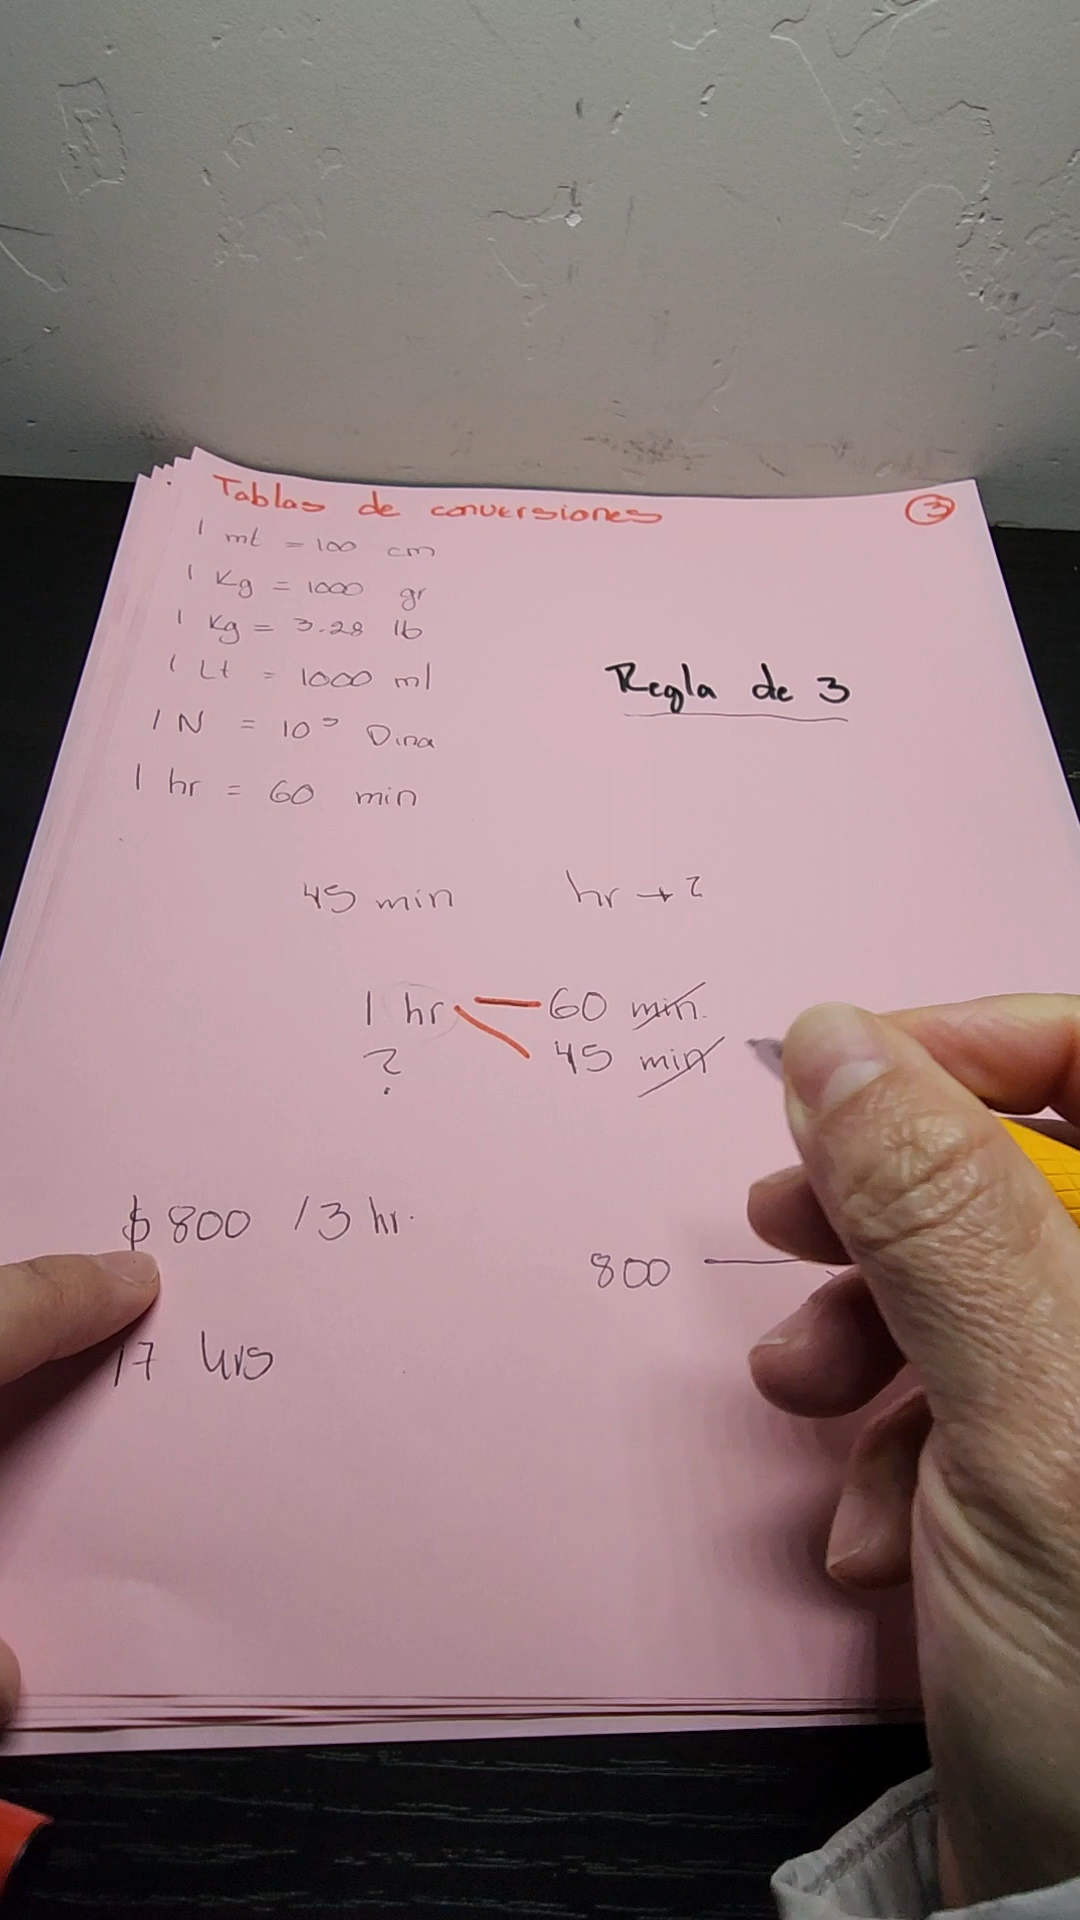 Tablas de conversiones
3
1 mt = 100 cm
1 Kg = 1000 gr
1 Kg = 3.28 lb
1 Lt = 1000 ml
Regla de 3
1 N = 10⁵ Dina
1 hr = 60 min
45 min hr → ?
1 hr — 60 min.
? 45 min
$ 800 / 3 hr.
800 —
17 hrs